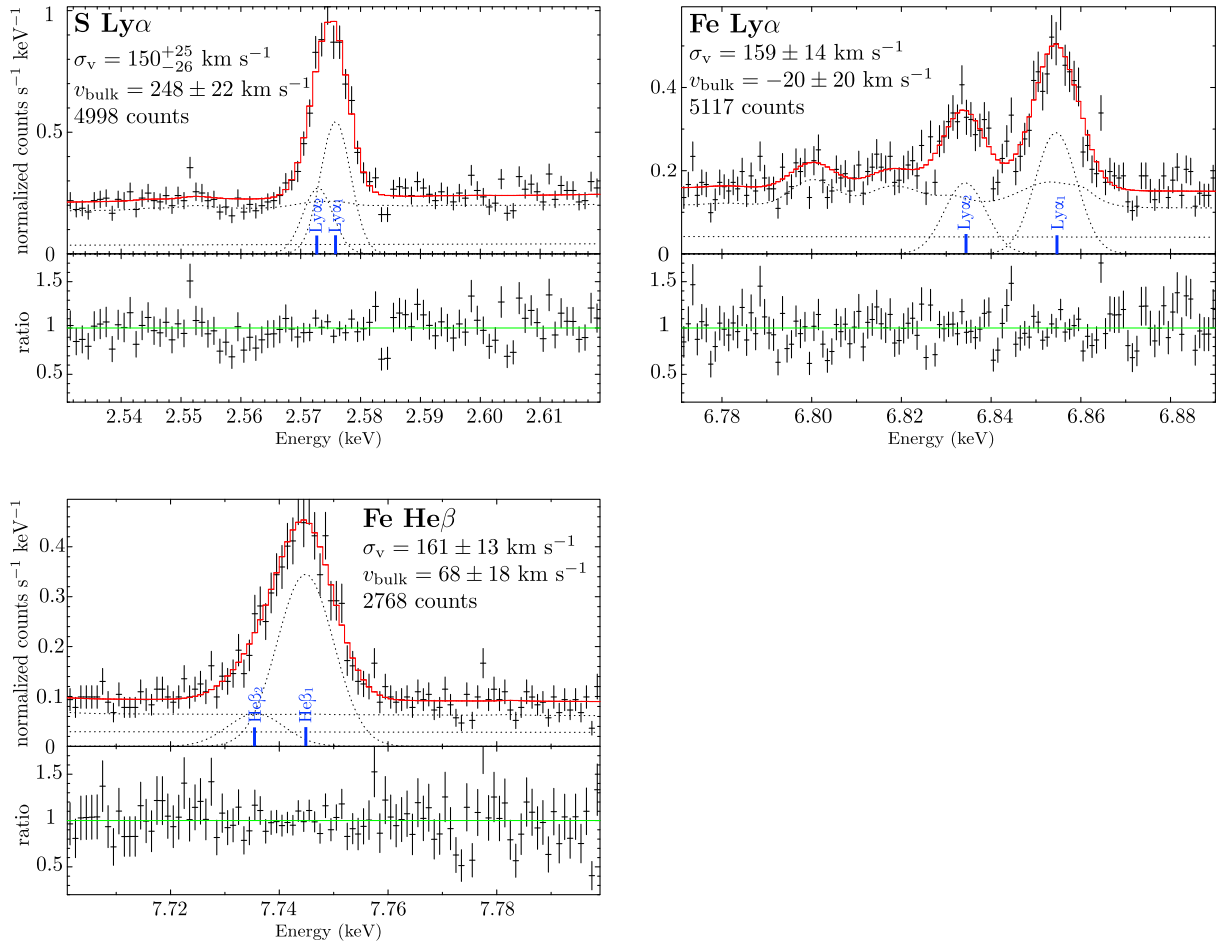 S Lyα
σv = 150 +25 −26 km s−1
vbulk = 248 ± 22 km s−1
4998 counts
normalized counts s−1 keV−1
1
0.5
0
Lyα2
Lyα1
ratio
1.5
1
0.5
2.54 2.55 2.56 2.57 2.58 2.59 2.60 2.61
Energy (keV)
Fe Lyα
σv = 159 ± 14 km s−1
vbulk = −20 ± 20 km s−1
5117 counts
0.4
0.2
0
Lyα2
Lyα1
1.5
1
0.5
6.78 6.80 6.82 6.84 6.86 6.88
Energy (keV)
Fe Heβ
σv = 161 ± 13 km s−1
vbulk = 68 ± 18 km s−1
2768 counts
normalized counts s−1 keV−1
0.4
0.3
0.2
0.1
0
Heβ2
Heβ1
ratio
1.5
1
0.5
7.72 7.74 7.76 7.78
Energy (keV)